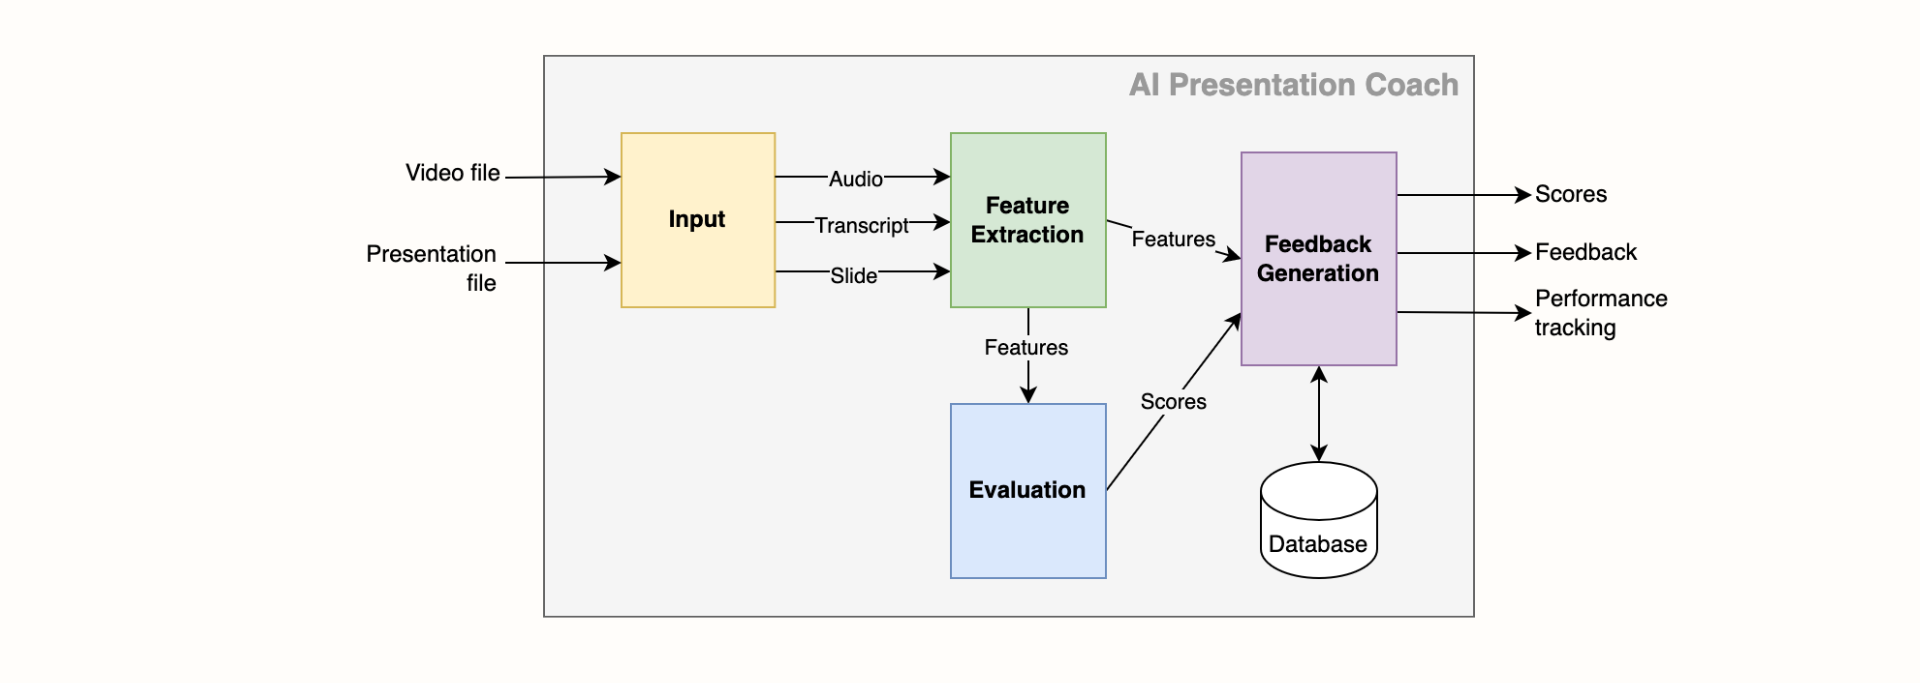 AI Presentation Coach
Video file
Presentation
file
Input
Audio
Transcript
Slide
Feature
Extraction
Features
Features
Evaluation
Scores
Feedback
Generation
Database
Scores
Feedback
Performance
tracking